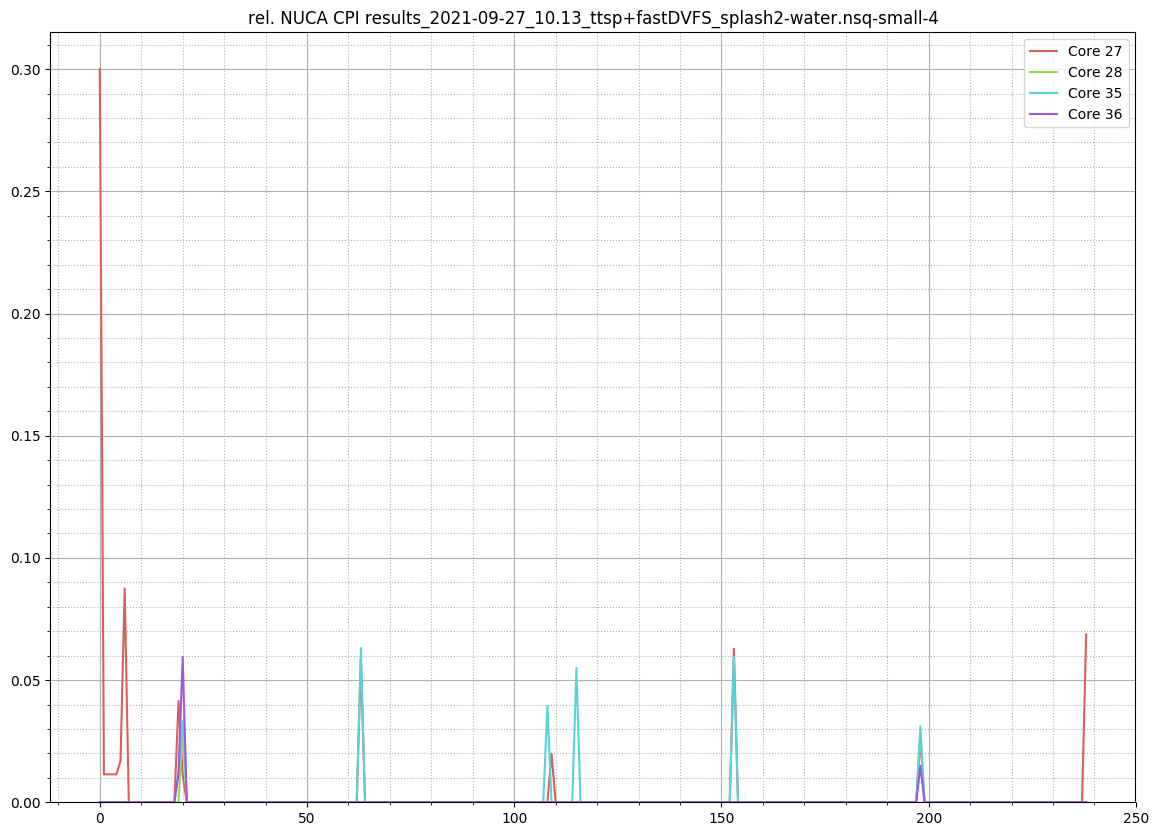 rel. NUCA CPI results_2021-09-27_10.13_ttsp+fastDVFS_splash2-water.nsq-small-4
Core 27
Core 28
Core 35
Core 36
0.30
0.25
0.20
0.15
0.10
0.05
0.00
0 50 100 150 200 250